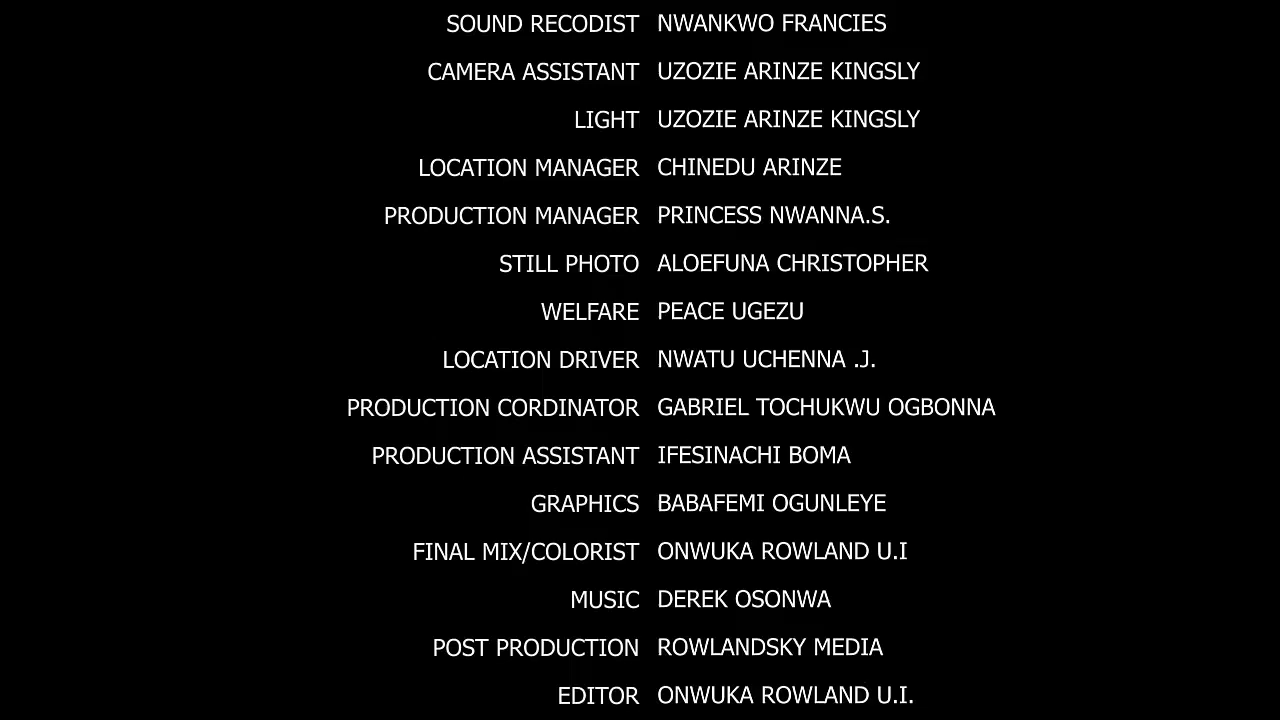 SOUND RECODIST NWANKWO FRANCIES
CAMERA ASSISTANT UZOZIE ARINZE KINGSLY
LIGHT UZOZIE ARINZE KINGSLY
LOCATION MANAGER CHINEDU ARINZE
PRODUCTION MANAGER PRINCESS NWANNA.S.
STILL PHOTO ALOEFUNA CHRISTOPHER
WELFARE PEACE UGEZU
LOCATION DRIVER NWATU UCHENNA .J.
PRODUCTION CORDINATOR GABRIEL TOCHUKWU OGBONNA
PRODUCTION ASSISTANT IFESINACHI BOMA
GRAPHICS BABAFEMI OGUNLEYE
FINAL MIX/COLORIST ONWUKA ROWLAND U.I
MUSIC DEREK OSONWA
POST PRODUCTION ROWLANDSKY MEDIA
EDITOR ONWUKA ROWLAND U.I.